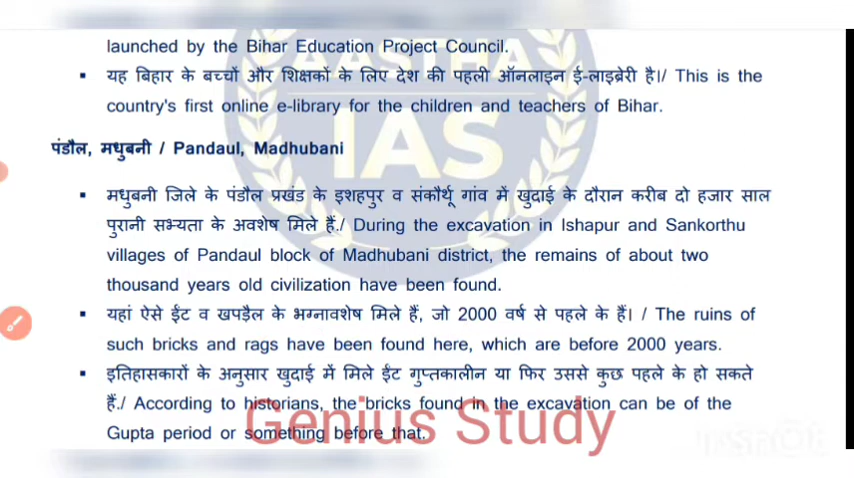 launched by the Bihar Education Project Council.
▪ यह बिहार के बच्चों और शिक्षकों के लिए देश की पहली ऑनलाइन ई-लाइब्रेरी है।/ This is the
country's first online e-library for the children and teachers of Bihar.
पंडौल, मधुबनी / Pandaul, Madhubani
▪ मधुबनी जिले के पंडौल प्रखंड के इशहपुर व संकौर्थू गांव में खुदाई के दौरान करीब दो हजार साल
पुरानी सभ्यता के अवशेष मिले हैं./ During the excavation in Ishapur and Sankorthu
villages of Pandaul block of Madhubani district, the remains of about two
thousand years old civilization have been found.
▪ यहां ऐसे ईंट व खपड़ैल के भग्नावशेष मिले हैं, जो 2000 वर्ष से पहले के हैं। / The ruins of
such bricks and rags have been found here, which are before 2000 years.
▪ इतिहासकारों के अनुसार खुदाई में मिले ईंट गुप्तकालीन या फिर उससे कुछ पहले के हो सकते
हैं./ According to historians, the bricks found in the excavation can be of the
Gupta period or something before that.
AASTHA
IAS
Genius Study